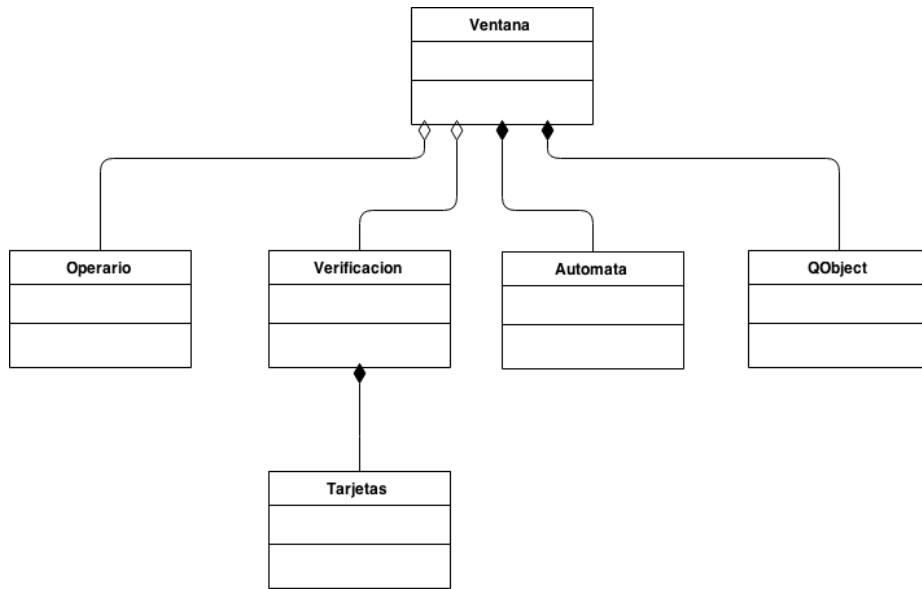 Ventana
Operario
Verificacion
Automata
QObject
Tarjetas